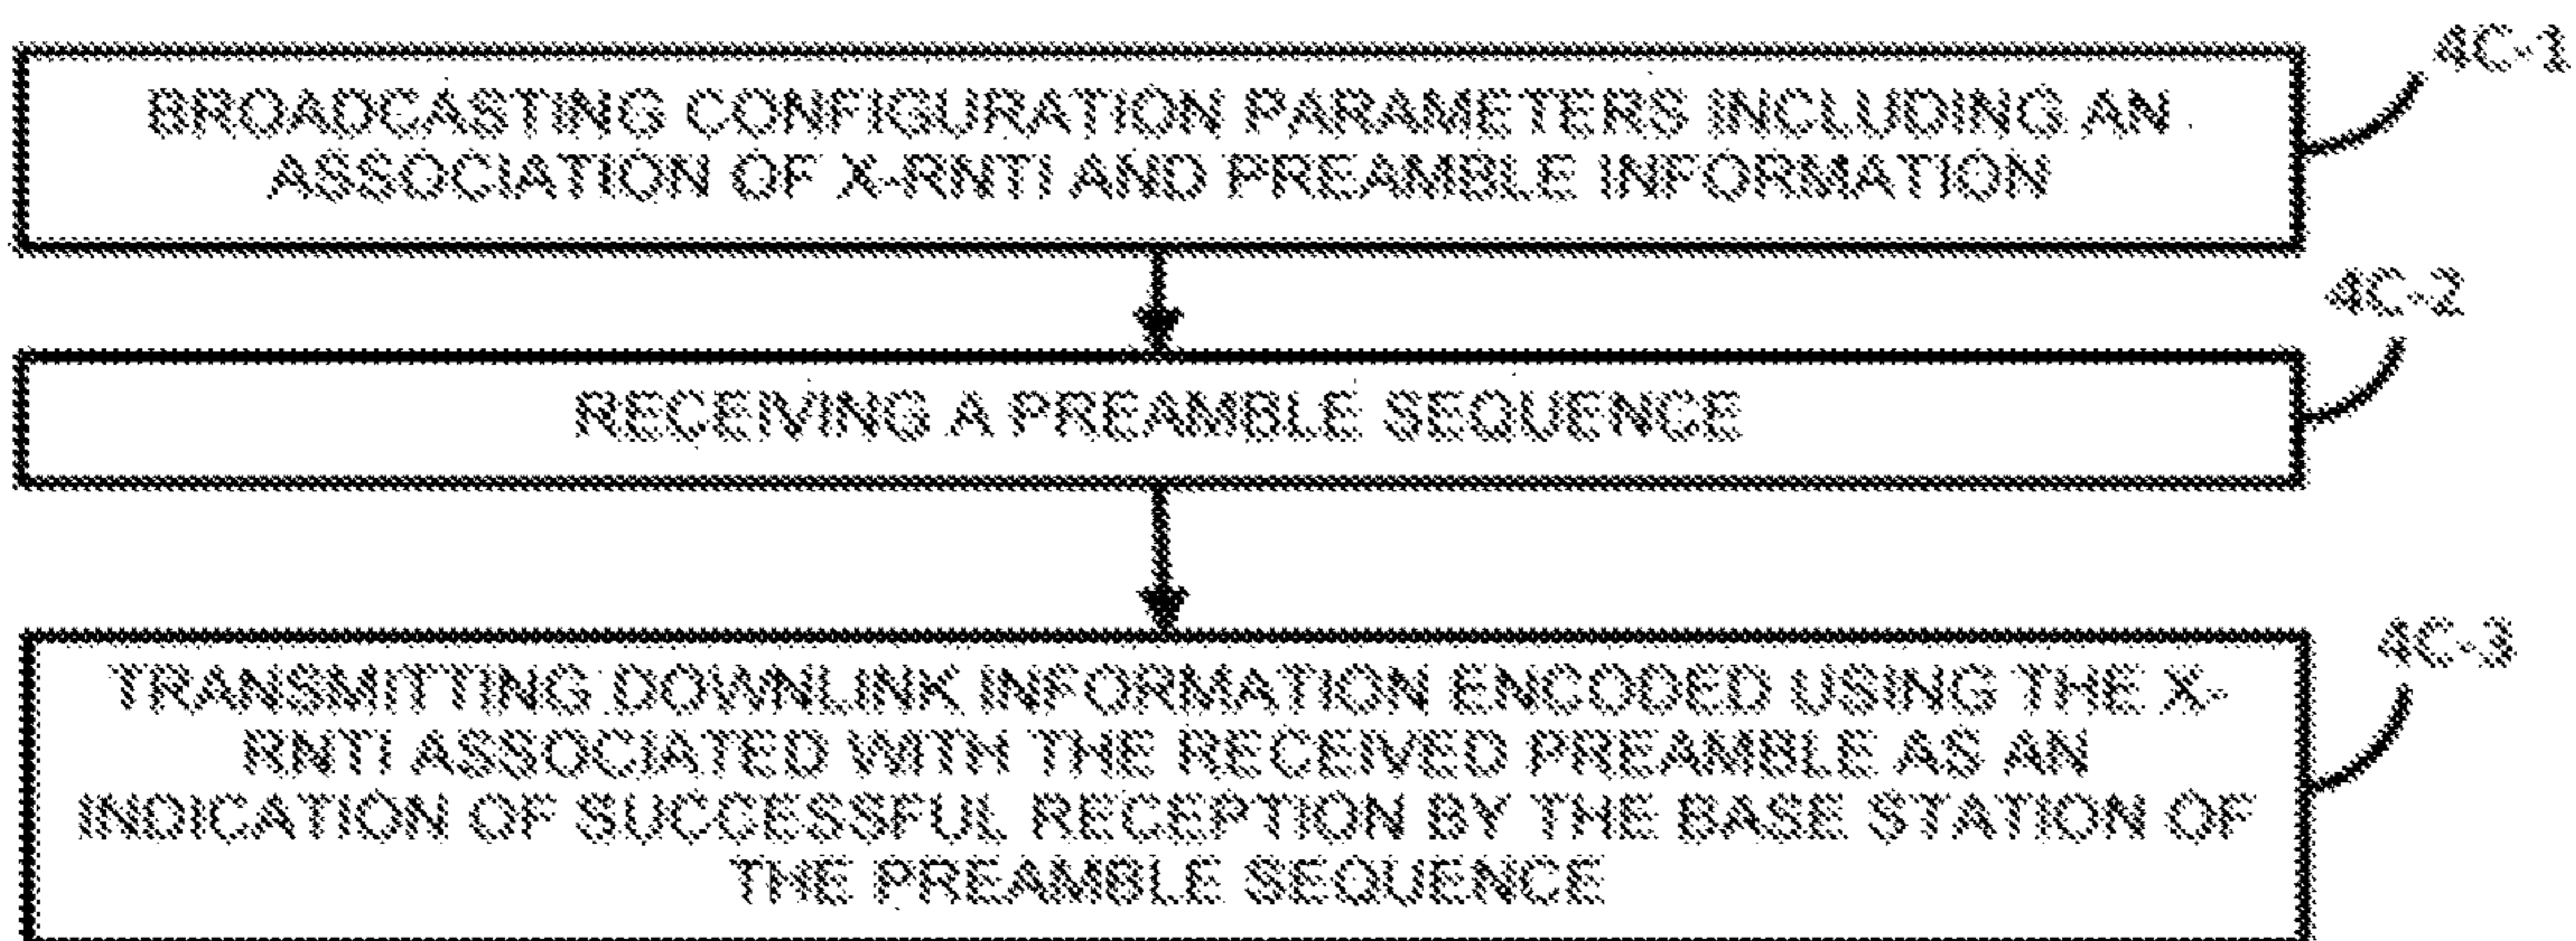 4C-1
BROADCASTING CONFIGURATION PARAMETERS INCLUDING AN
ASSOCIATION OF X-RNTI AND PREAMBLE INFORMATION
4C-2
RECEIVING A PREAMBLE SEQUENCE
4C-3
TRANSMITTING DOWNLINK INFORMATION ENCODED USING THE X-
RNTI ASSOCIATED WITH THE RECEIVED PREAMBLE AS AN
INDICATION OF SUCCESSFUL RECEPTION BY THE BASE STATION OF
THE PREAMBLE SEQUENCE